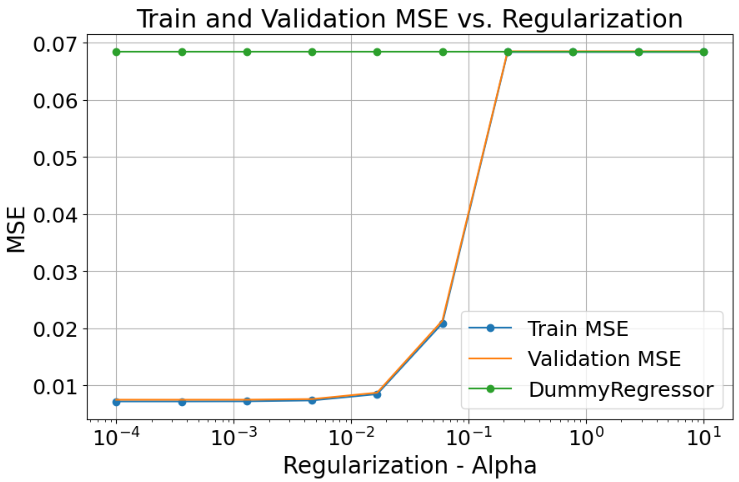 Train and Validation MSE vs. Regularization
MSE
0.07
0.06
0.05
0.04
0.03
0.02
0.01
Train MSE
Validation MSE
DummyRegressor
10⁻⁴ 10⁻³ 10⁻² 10⁻¹ 10⁰ 10¹
Regularization - Alpha